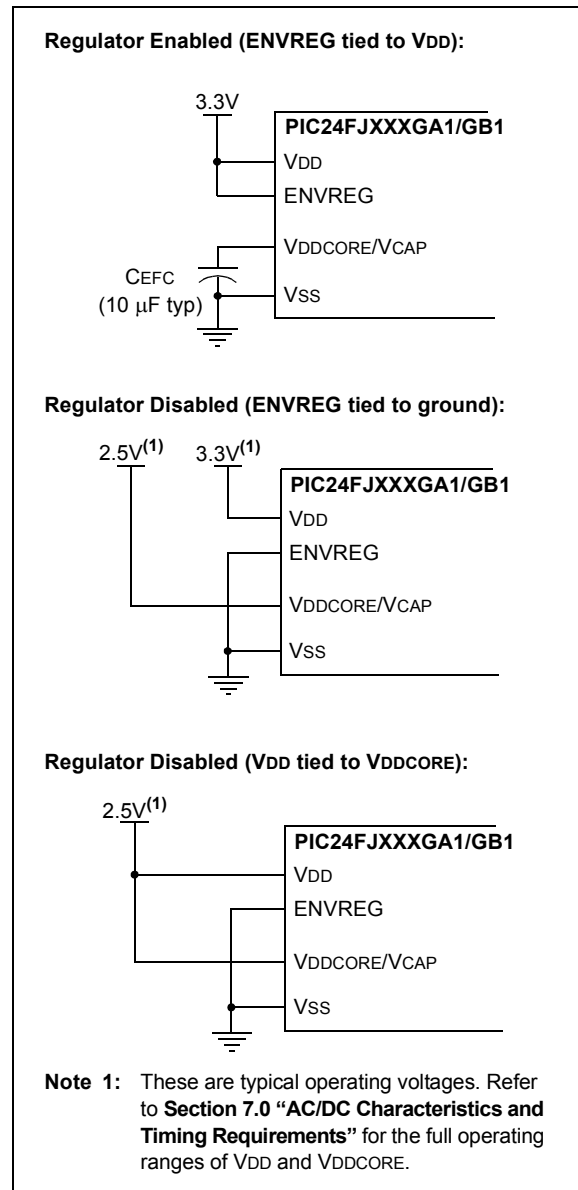 Regulator Enabled (ENVREG tied to VDD):
3.3V
PIC24FJXXXGA1/GB1
VDD
ENVREG
VDDCORE/VCAP
CEFC
(10 μF typ)
VSS
Regulator Disabled (ENVREG tied to ground):
2.5V(1) 3.3V(1)
PIC24FJXXXGA1/GB1
VDD
ENVREG
VDDCORE/VCAP
VSS
Regulator Disabled (VDD tied to VDDCORE):
2.5V(1)
PIC24FJXXXGA1/GB1
VDD
ENVREG
VDDCORE/VCAP
VSS
Note 1: These are typical operating voltages. Refer
to Section 7.0 “AC/DC Characteristics and
Timing Requirements” for the full operating
ranges of VDD and VDDCORE.